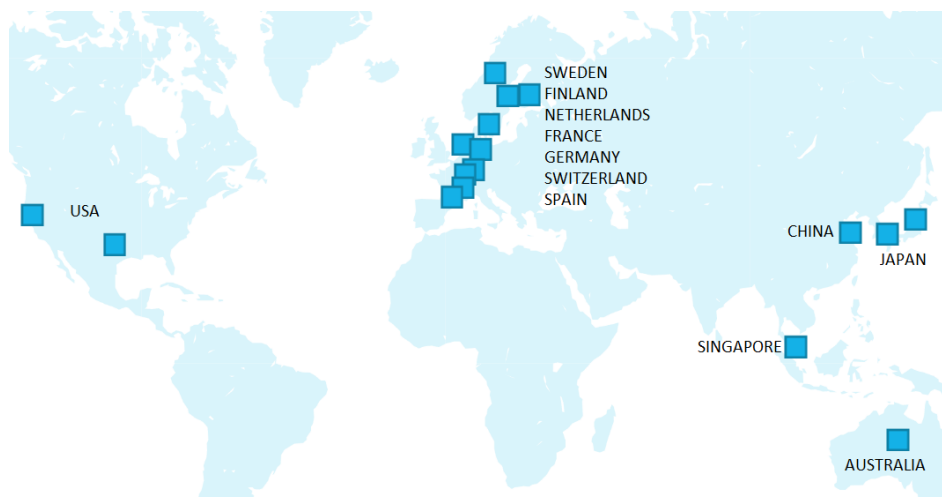 SWEDEN
FINLAND
NETHERLANDS
FRANCE
GERMANY
SWITZERLAND
SPAIN
USA
CHINA
JAPAN
SINGAPORE
AUSTRALIA